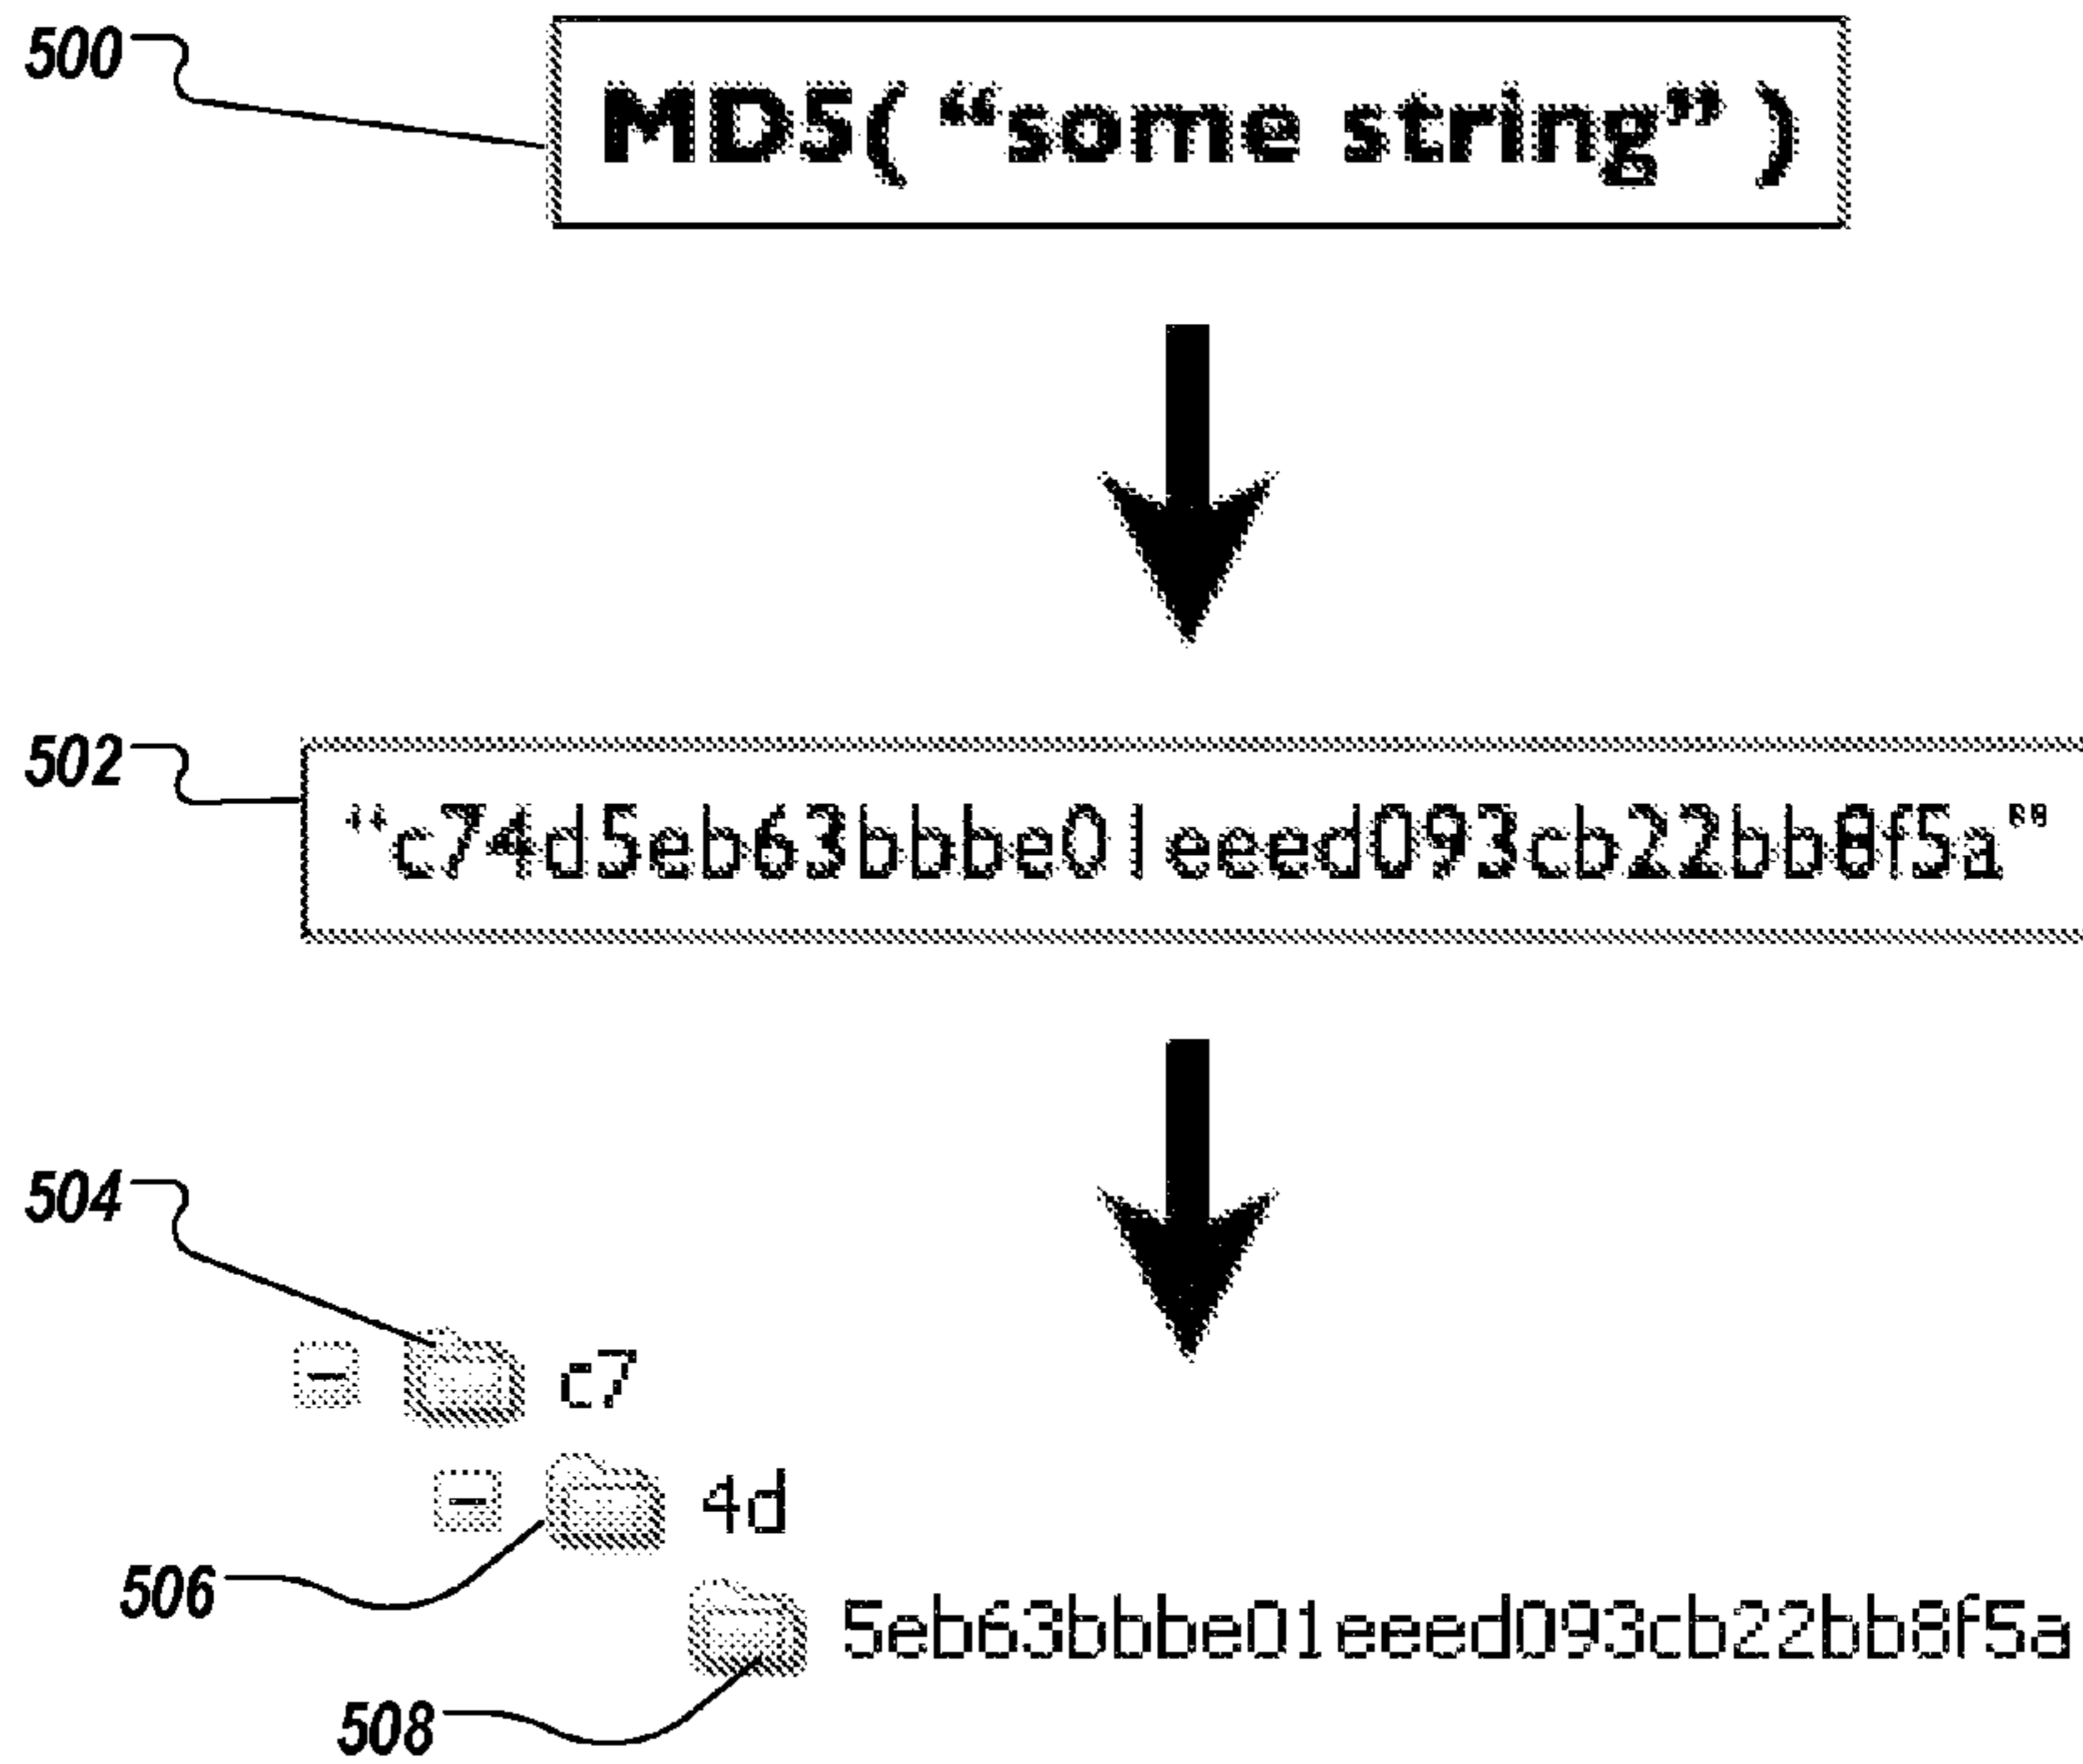 500
MD5(“some string”)
502
"c74d5eb63bbbe01eeed093cb22bb8f5a"
504
c7
4d
506
5eb63bbbe01eeed093cb22bb8f5a
508